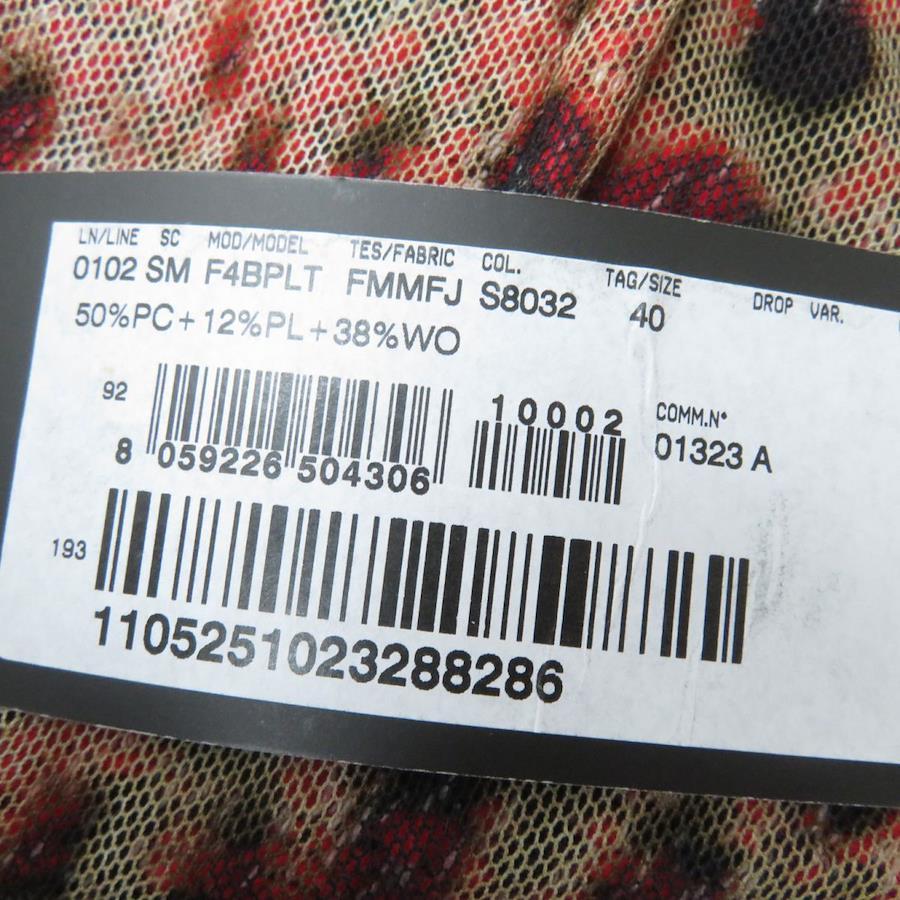 LN/LINE SC MOD/MODEL TES/FABRIC COL. TAG/SIZE DROP VAR.
0102 SM F4BPLT FMMFJ S8032 40
50%PC+12%PL+38%WO
92 10002 COMM.N°
8 059226 504306 01323 A
193
1105251023288286